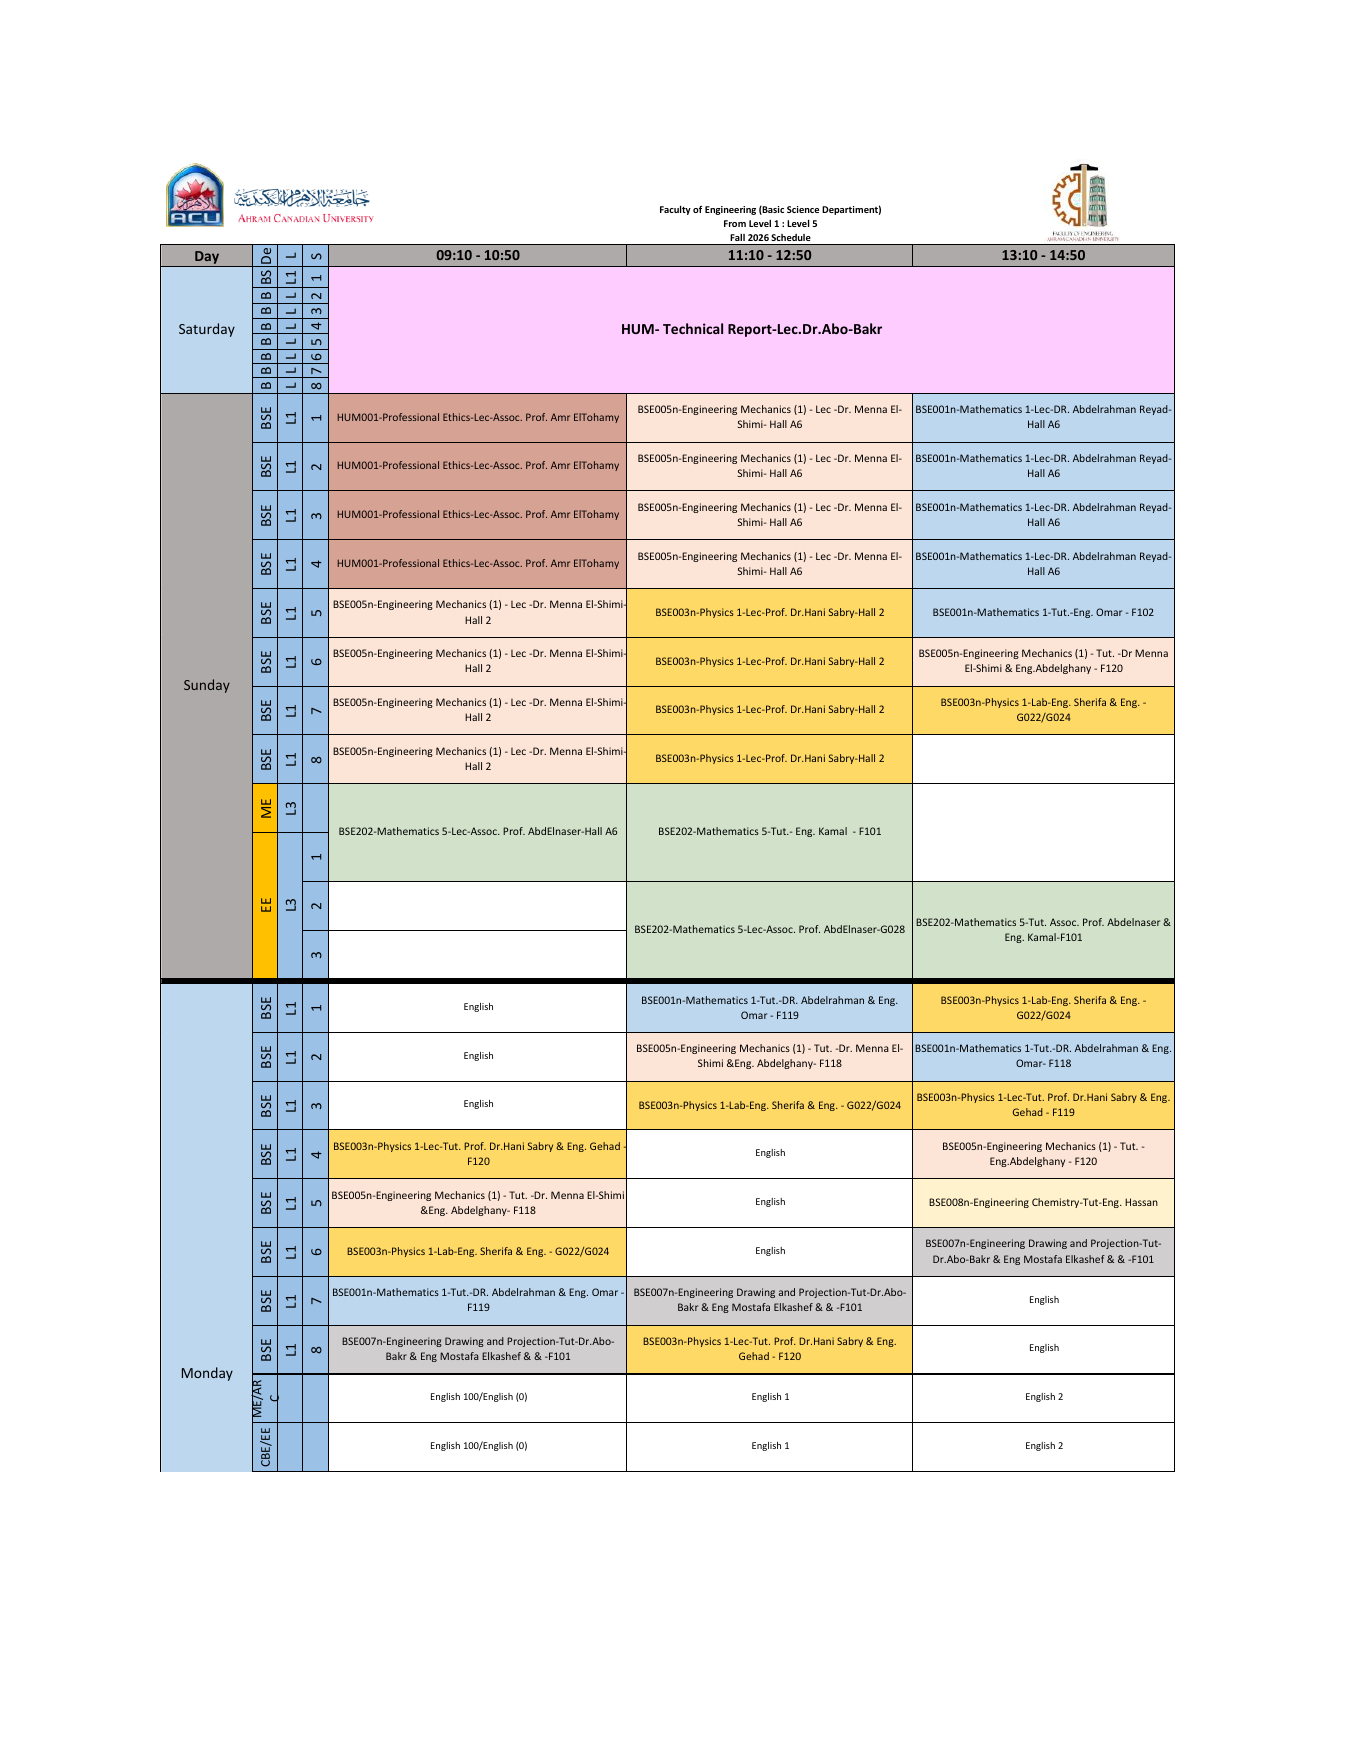 ACU
جامعة الاهرام الكندية
AHRAM CANADIAN UNIVERSITY
FACULTY OF ENGINEERING
AHRAM CANADIAN UNIVERSITY
Faculty of Engineering (Basic Science Departiment)
From Level 1 : Level 5
Fall 2026 Schedule
Day De L S 09:10 - 10:50 11:10 - 12:50 13:10 - 14:50
Saturday
BS L1 1
B L 2
B L 3
B L 4
B L 5
B L 6
B L 7
B L 8
HUM- Technical Report-Lec.Dr.Abo-Bakr
Sunday
BSE L1 1
HUM001-Professional Ethics-Lec-Assoc. Prof. Amr ElTohamy
BSE005n-Engineering Mechanics (1) - Lec -Dr. Menna El-
Shimi- Hall A6
BSE001n-Mathematics 1-Lec-DR. Abdelrahman Reyad-
Hall A6
BSE L1 2
HUM001-Professional Ethics-Lec-Assoc. Prof. Amr ElTohamy
BSE005n-Engineering Mechanics (1) - Lec -Dr. Menna El-
Shimi- Hall A6
BSE001n-Mathematics 1-Lec-DR. Abdelrahman Reyad-
Hall A6
BSE L1 3
HUM001-Professional Ethics-Lec-Assoc. Prof. Amr ElTohamy
BSE005n-Engineering Mechanics (1) - Lec -Dr. Menna El-
Shimi- Hall A6
BSE001n-Mathematics 1-Lec-DR. Abdelrahman Reyad-
Hall A6
BSE L1 4
HUM001-Professional Ethics-Lec-Assoc. Prof. Amr ElTohamy
BSE005n-Engineering Mechanics (1) - Lec -Dr. Menna El-
Shimi- Hall A6
BSE001n-Mathematics 1-Lec-DR. Abdelrahman Reyad-
Hall A6
BSE L1 5
BSE005n-Engineering Mechanics (1) - Lec -Dr. Menna El-Shimi-
Hall 2
BSE003n-Physics 1-Lec-Prof. Dr.Hani Sabry-Hall 2
BSE001n-Mathematics 1-Tut.-Eng. Omar - F102
BSE L1 6
BSE005n-Engineering Mechanics (1) - Lec -Dr. Menna El-Shimi-
Hall 2
BSE003n-Physics 1-Lec-Prof. Dr.Hani Sabry-Hall 2
BSE005n-Engineering Mechanics (1) - Tut. -Dr Menna
El-Shimi & Eng.Abdelghany - F120
BSE L1 7
BSE005n-Engineering Mechanics (1) - Lec -Dr. Menna El-Shimi-
Hall 2
BSE003n-Physics 1-Lec-Prof. Dr.Hani Sabry-Hall 2
BSE003n-Physics 1-Lab-Eng. Sherifa & Eng. -
G022/G024
BSE L1 8
BSE005n-Engineering Mechanics (1) - Lec -Dr. Menna El-Shimi-
Hall 2
BSE003n-Physics 1-Lec-Prof. Dr.Hani Sabry-Hall 2
ME L3
BSE202-Mathematics 5-Lec-Assoc. Prof. AbdElnaser-Hall A6
BSE202-Mathematics 5-Tut.- Eng. Kamal - F101
EE L3
1
2
3
BSE202-Mathematics 5-Lec-Assoc. Prof. AbdElnaser-G028
BSE202-Mathematics 5-Tut. Assoc. Prof. Abdelnaser &
Eng. Kamal-F101
Monday
BSE L1 1
English
BSE001n-Mathematics 1-Tut.-DR. Abdelrahman & Eng.
Omar - F119
BSE003n-Physics 1-Lab-Eng. Sherifa & Eng. -
G022/G024
BSE L1 2
English
BSE005n-Engineering Mechanics (1) - Tut. -Dr. Menna El-
Shimi &Eng. Abdelghany- F118
BSE001n-Mathematics 1-Tut.-DR. Abdelrahman & Eng.
Omar- F118
BSE L1 3
English
BSE003n-Physics 1-Lab-Eng. Sherifa & Eng. - G022/G024
BSE003n-Physics 1-Lec-Tut. Prof. Dr.Hani Sabry & Eng.
Gehad - F119
BSE L1 4
BSE003n-Physics 1-Lec-Tut. Prof. Dr.Hani Sabry & Eng. Gehad -
F120
English
BSE005n-Engineering Mechanics (1) - Tut. -
Eng.Abdelghany - F120
BSE L1 5
BSE005n-Engineering Mechanics (1) - Tut. -Dr. Menna El-Shimi
&Eng. Abdelghany- F118
English
BSE008n-Engineering Chemistry-Tut-Eng. Hassan
BSE L1 6
BSE003n-Physics 1-Lab-Eng. Sherifa & Eng. - G022/G024
English
BSE007n-Engineering Drawing and Projection-Tut-
Dr.Abo-Bakr & Eng Mostafa Elkashef & & -F101
BSE L1 7
BSE001n-Mathematics 1-Tut.-DR. Abdelrahman & Eng. Omar -
F119
BSE007n-Engineering Drawing and Projection-Tut-Dr.Abo-
Bakr & Eng Mostafa Elkashef & & -F101
English
BSE L1 8
BSE007n-Engineering Drawing and Projection-Tut-Dr.Abo-
Bakr & Eng Mostafa Elkashef & & -F101
BSE003n-Physics 1-Lec-Tut. Prof. Dr.Hani Sabry & Eng.
Gehad - F120
English
ME/AR
C
English 100/English (0)
English 1
English 2
CBE/EE
English 100/English (0)
English 1
English 2